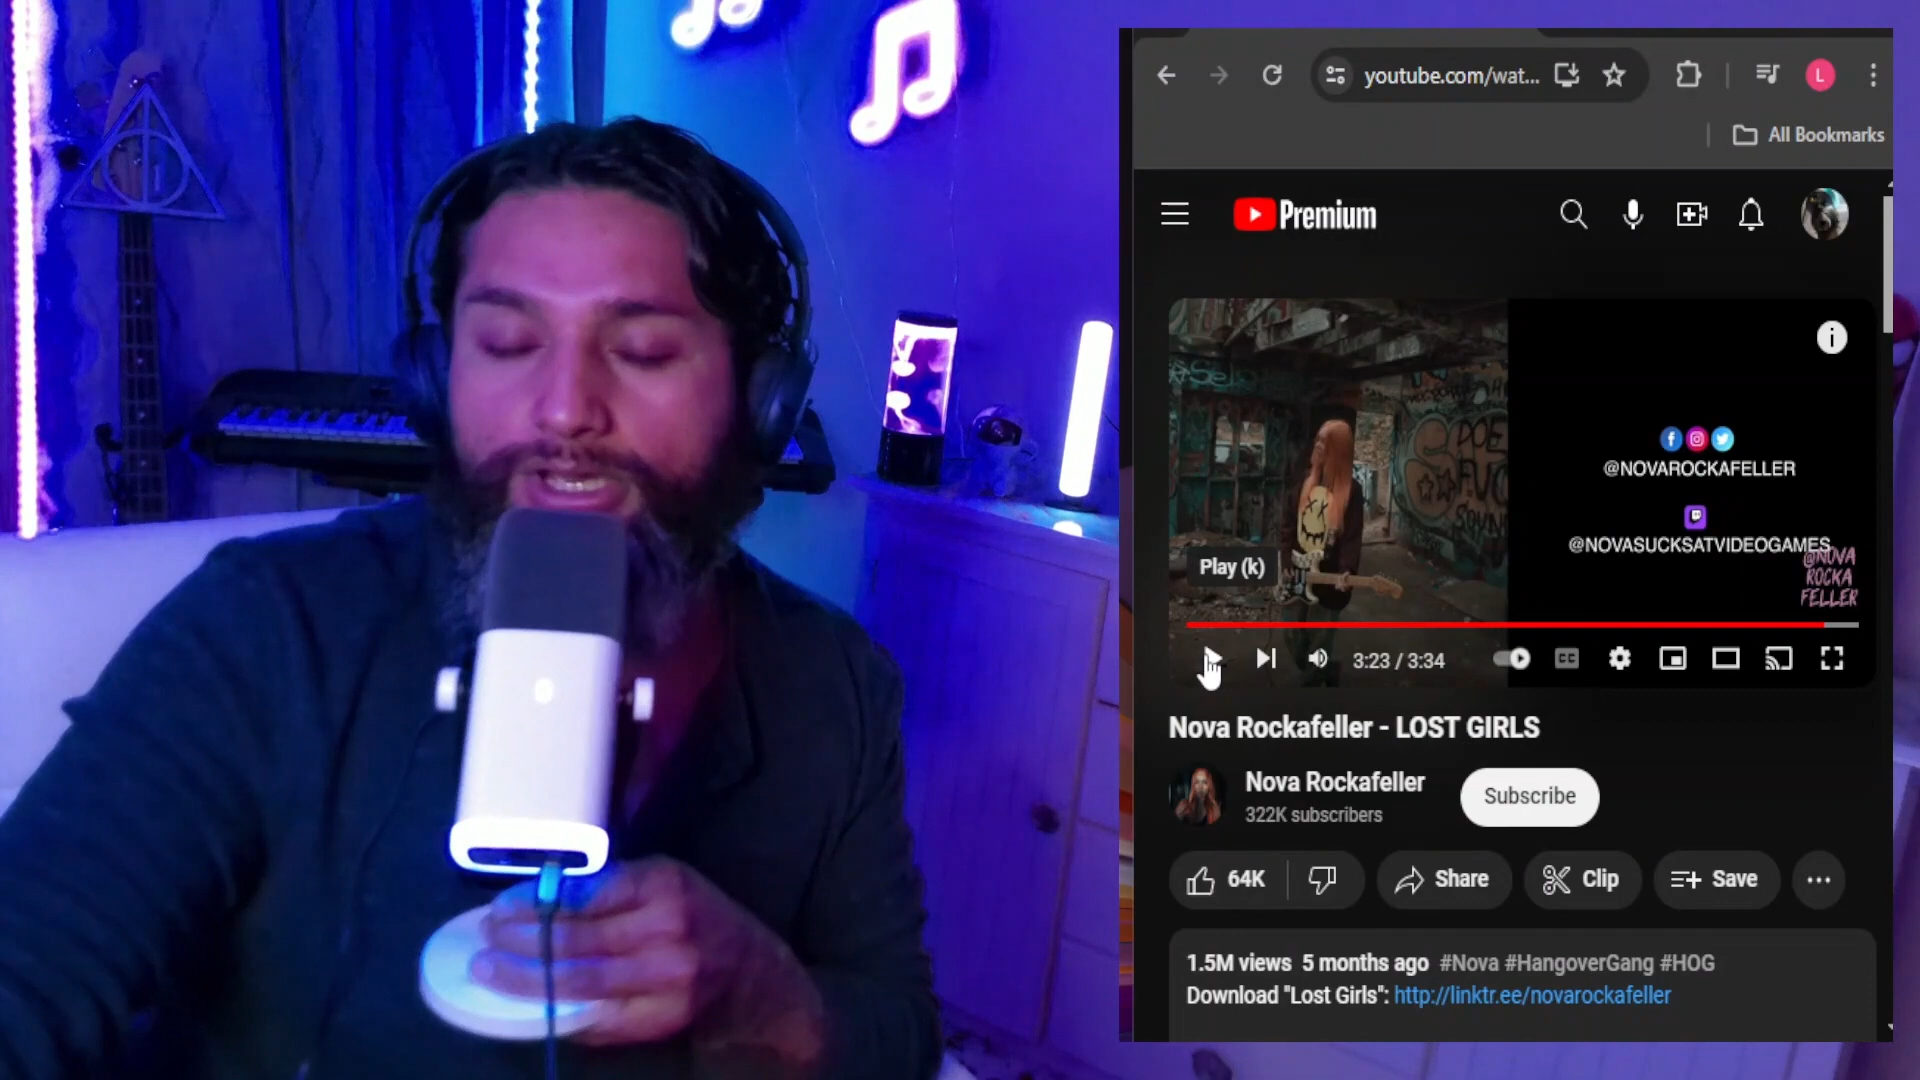 youtube.com/wat...
L
All Bookmarks
Premium
@NOVAROCKAFELLER
@NOVASUCKSATVIDEOGAMES
@NOVA
ROCKA
FELLER
Play (k)
3:23 / 3:34
CC
Nova Rockafeller - LOST GIRLS
Nova Rockafeller
322K subscribers
Subscribe
64K
Share
Clip
Save
1.5M views 5 months ago #Nova #HangoverGang #HOG
Download "Lost Girls": http://linktr.ee/novarockafeller